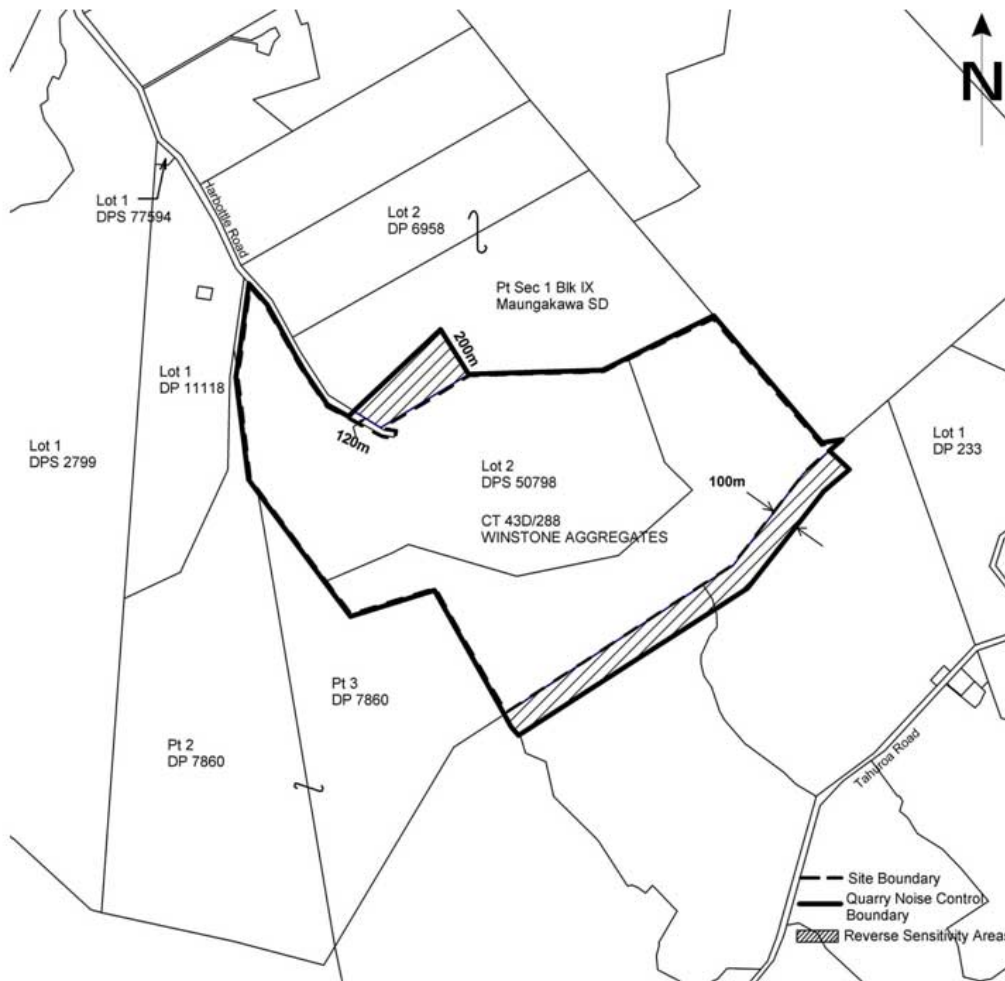 N
Lot 1
DPS 77594
Harbottle Road
Lot 2
DP 6958
Pt Sec 1 Blk IX
Maungakawa SD
200m
Lot 1
DP 11118
120m
Lot 1
DPS 2799
Lot 2
DPS 50798
100m
Lot 1
DP 233
CT 43D/288
WINSTONE AGGREGATES
Pt 3
DP 7860
Pt 2
DP 7860
Tahuroa Road
Site Boundary
Quarry Noise Control
Boundary
Reverse Sensitivity Areas